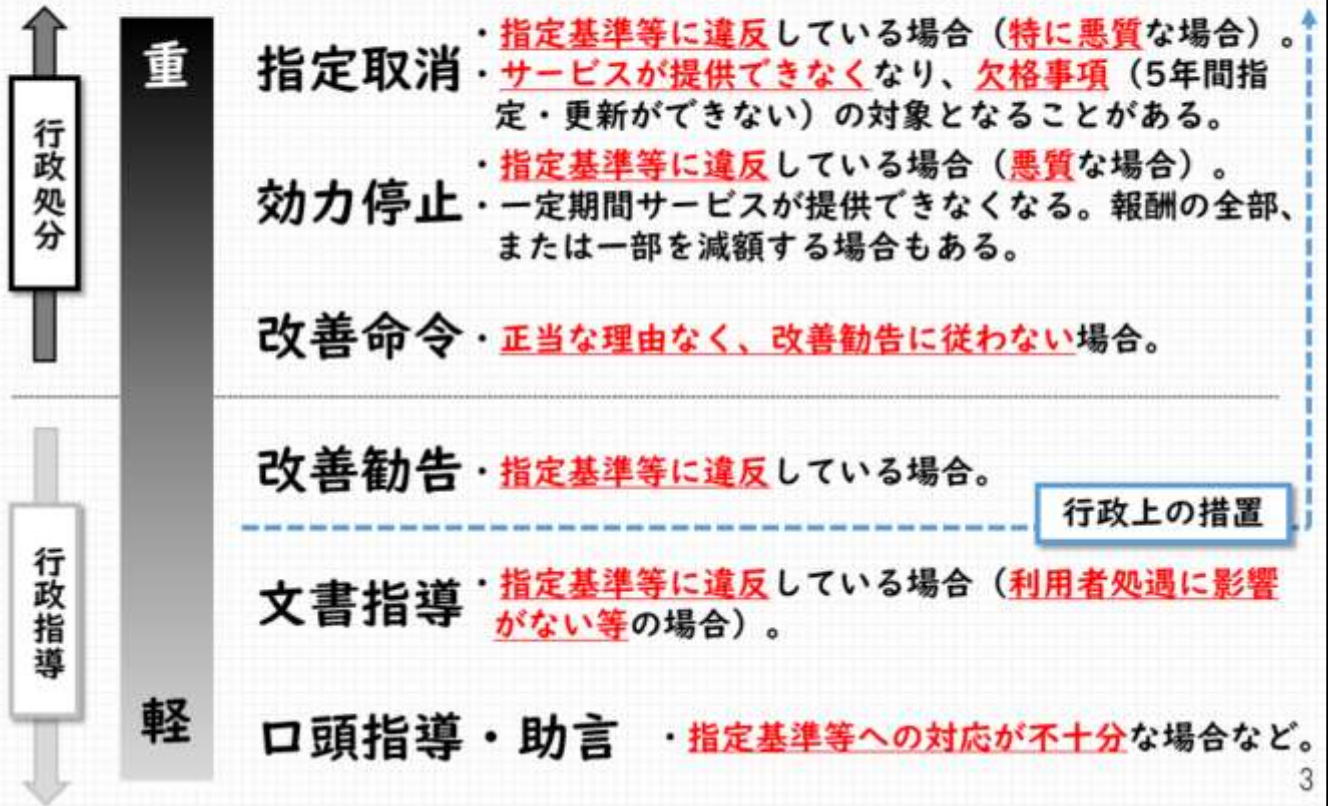 行政処分
重
指定取消
・指定基準等に違反している場合（特に悪質な場合）。
・サービスが提供できなくなり、欠格事項（5年間指
定・更新ができない）の対象となることがある。
効力停止
・指定基準等に違反している場合（悪質な場合）。
・一定期間サービスが提供できなくなる。報酬の全部、
または一部を減額する場合もある。
改善命令
・正当な理由なく、改善勧告に従わない場合。
改善勧告
・指定基準等に違反している場合。
行政上の措置
行政指導
文書指導
・指定基準等に違反している場合（利用者処遇に影響
がない等の場合）。
軽
口頭指導・助言
・指定基準等への対応が不十分な場合など。
3